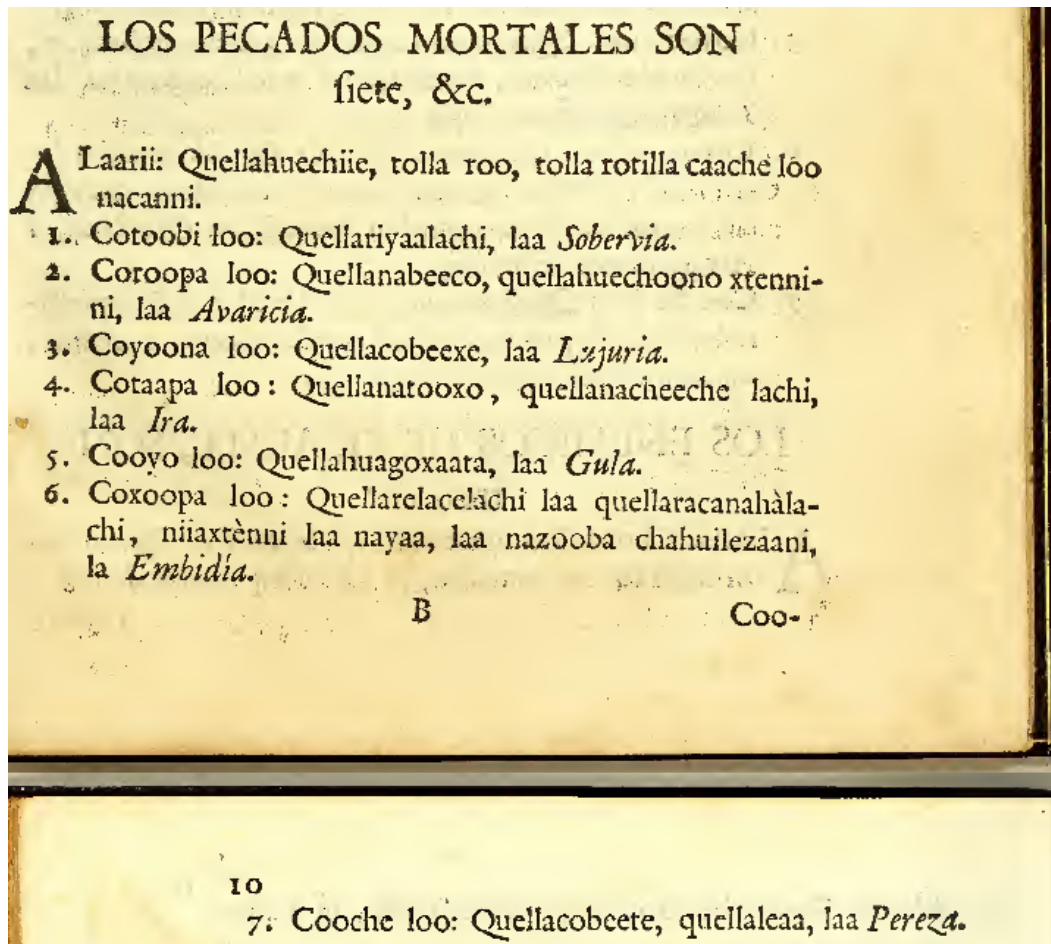 LOS PECADOS MORTALES SON
ſiete, &c.
ALaarii: Quellahuechiie, tolla roo, tolla rotilla caache loo
nacanni.
1. Cotoobi loo: Quellariyaalachi, laa Sobervia.
2. Coroopa loo: Quellanabeeco, quellahuechoono xtenni-
ni, laa Avaricia.
3. Coyoona loo: Quellacobeexe, laa Lujuria.
4. Cotaapa loo: Quellanatooxo, quellanacheeche lachi,
laa Ira.
5. Cooyo loo: Quellahuagoxaata, laa Gula.
6. Coxoopa loo: Quellarelacelachi laa quellaracanahàla-
chi, niiaxtènni laa nayaa, laa nazooba chahuilezaani,
la Embidia.
B Coo-
10
7. Cooche loo: Quellacobeete, quellaleaa, laa Pereza.